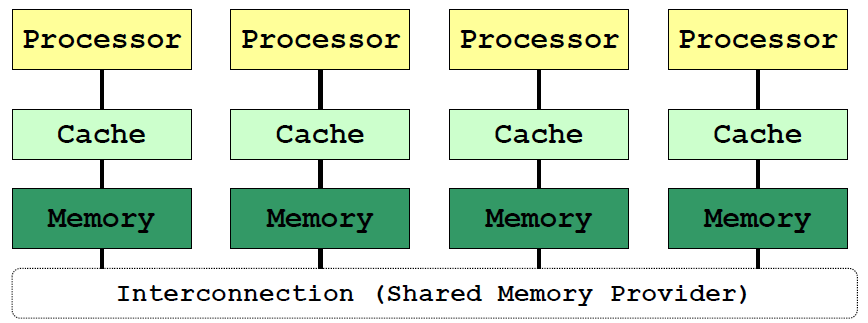 Processor Processor Processor Processor
Cache Cache Cache Cache
Memory Memory Memory Memory
Interconnection (Shared Memory Provider)